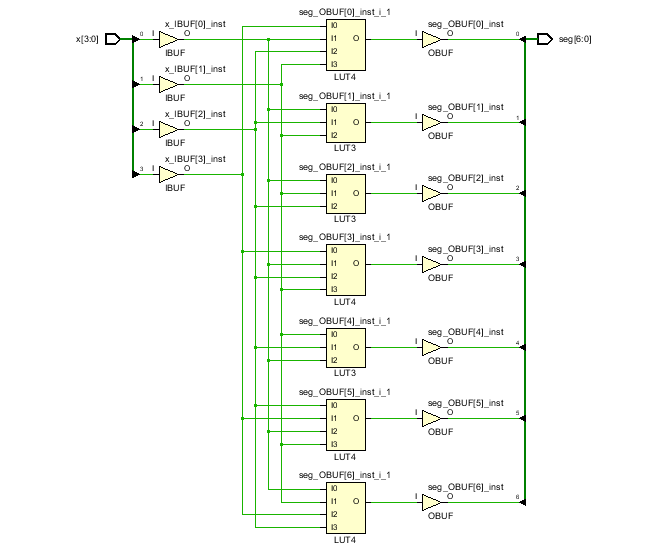 x[3:0]
0
x_IBUF[0]_inst
I O
IBUF
1
x_IBUF[1]_inst
I O
IBUF
2
x_IBUF[2]_inst
I O
IBUF
3
x_IBUF[3]_inst
I O
IBUF
seg_OBUF[0]_inst_i_1
I0
I1
I2
I3
O
LUT4
seg_OBUF[0]_inst
I O
OBUF
0
seg[6:0]
seg_OBUF[1]_inst_i_1
I0
I1
I2
O
LUT3
seg_OBUF[1]_inst
I O
OBUF
1
seg_OBUF[2]_inst_i_1
I0
I1
I2
O
LUT3
seg_OBUF[2]_inst
I O
OBUF
2
seg_OBUF[3]_inst_i_1
I0
I1
I2
I3
O
LUT4
seg_OBUF[3]_inst
I O
OBUF
3
seg_OBUF[4]_inst_i_1
I0
I1
I2
O
LUT3
seg_OBUF[4]_inst
I O
OBUF
4
seg_OBUF[5]_inst_i_1
I0
I1
I2
I3
O
LUT4
seg_OBUF[5]_inst
I O
OBUF
5
seg_OBUF[6]_inst_i_1
I0
I1
I2
I3
O
LUT4
seg_OBUF[6]_inst
I O
OBUF
6